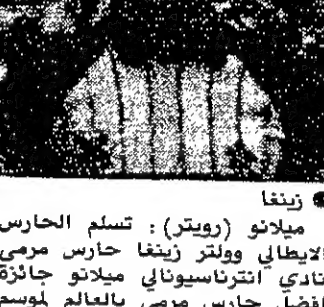 ● زينغا
ميلانو (رويتر) : تسلم الحارس
الايطالي وولتر زينغا حارس مرمى
نادي انترناسيونالي ميلانو جائزة
افضل حارس مرمى بالعالم لموسم